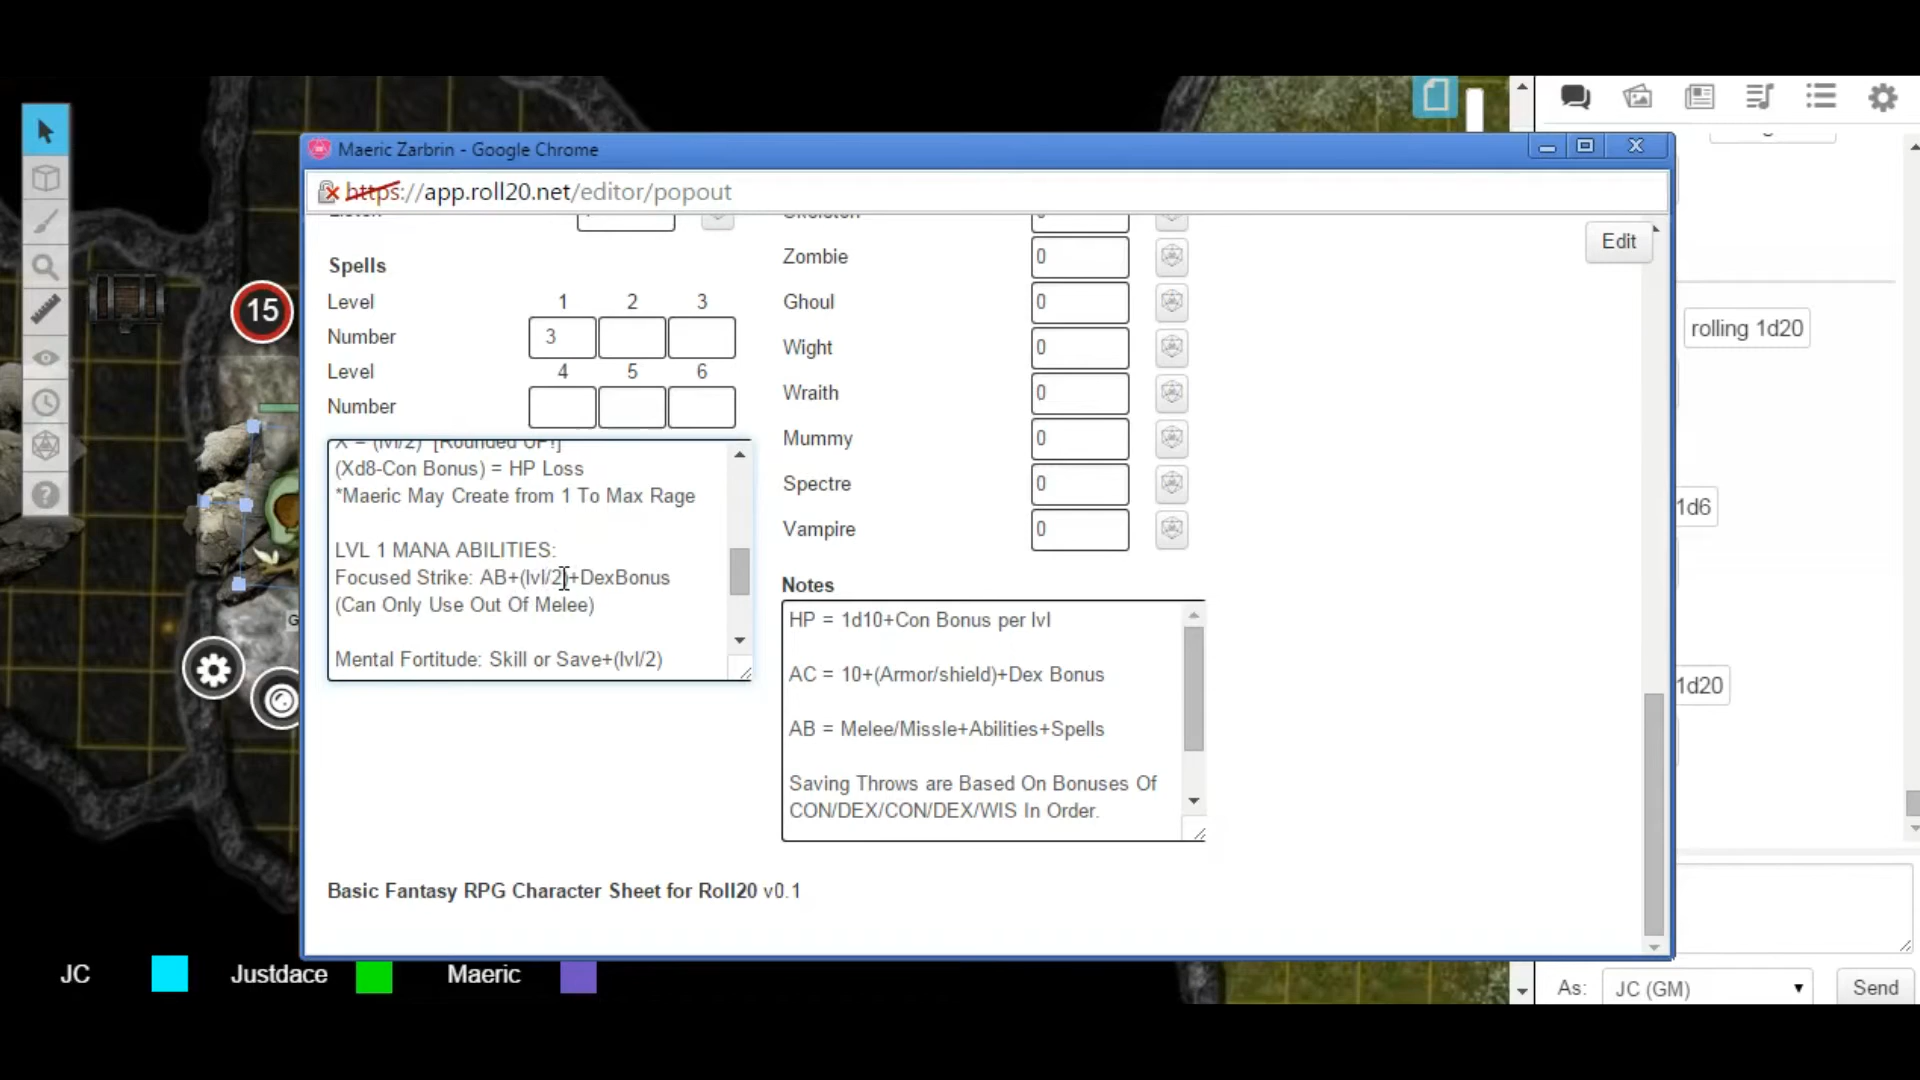 Maeric Zarbrin - Google Chrome
https://app.roll20.net/editor/popout
Edit
Skeleton
Spells
Level 1 2 3
Number 3
Level 4 5 6
Number
X = (lvl/2) [Rounded UP!]
(Xd8-Con Bonus) = HP Loss
*Maeric May Create from 1 To Max Rage
LVL 1 MANA ABILITIES:
Focused Strike: AB+(lvl/2)+DexBonus
(Can Only Use Out Of Melee)
Mental Fortitude: Skill or Save+(lvl/2)
Zombie 0
Ghoul 0
Wight 0
Wraith 0
Mummy 0
Spectre 0
Vampire 0
Notes
HP = 1d10+Con Bonus per lvl
AC = 10+(Armor/shield)+Dex Bonus
AB = Melee/Missle+Abilities+Spells
Saving Throws are Based On Bonuses Of
CON/DEX/CON/DEX/WIS In Order.
Basic Fantasy RPG Character Sheet for Roll20 v0.1
15
G
rolling 1d20
1d6
1d20
JC
Justdace
Maeric
As: JC (GM)
Send